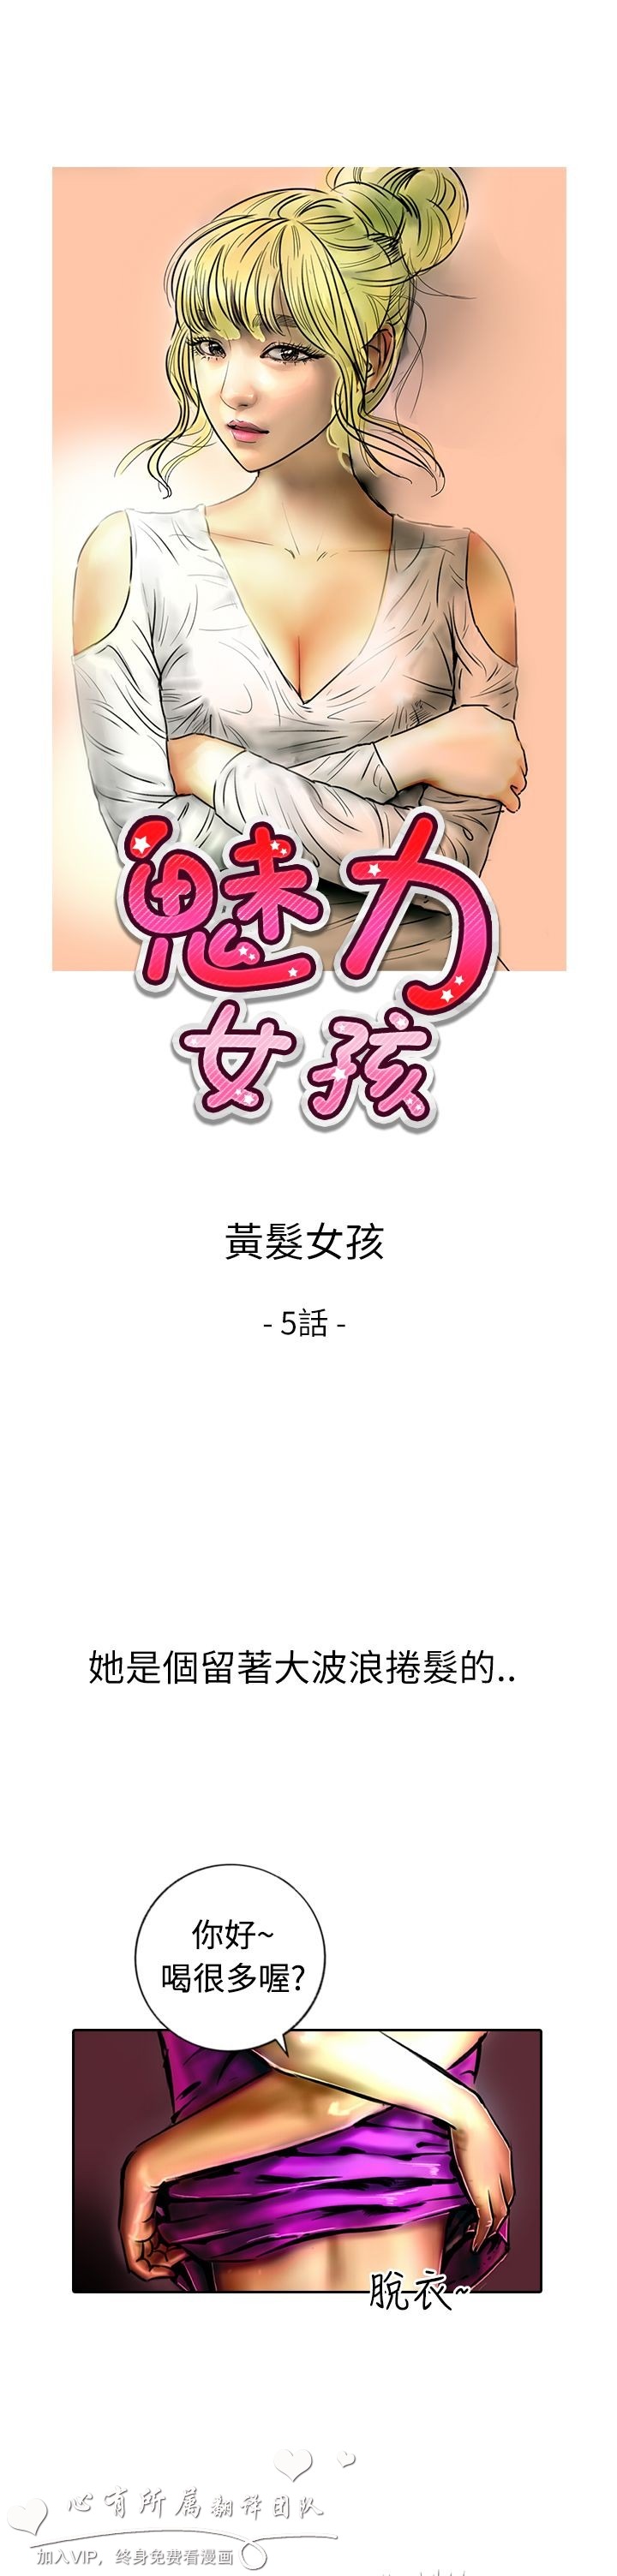 魅力
女孩
黃髮女孩
- 5話 -
她是個留著大波浪捲髮的..
你好~
喝很多喔?
脫衣~
心有所属翻译团队
加入VIP，终身免费看漫画